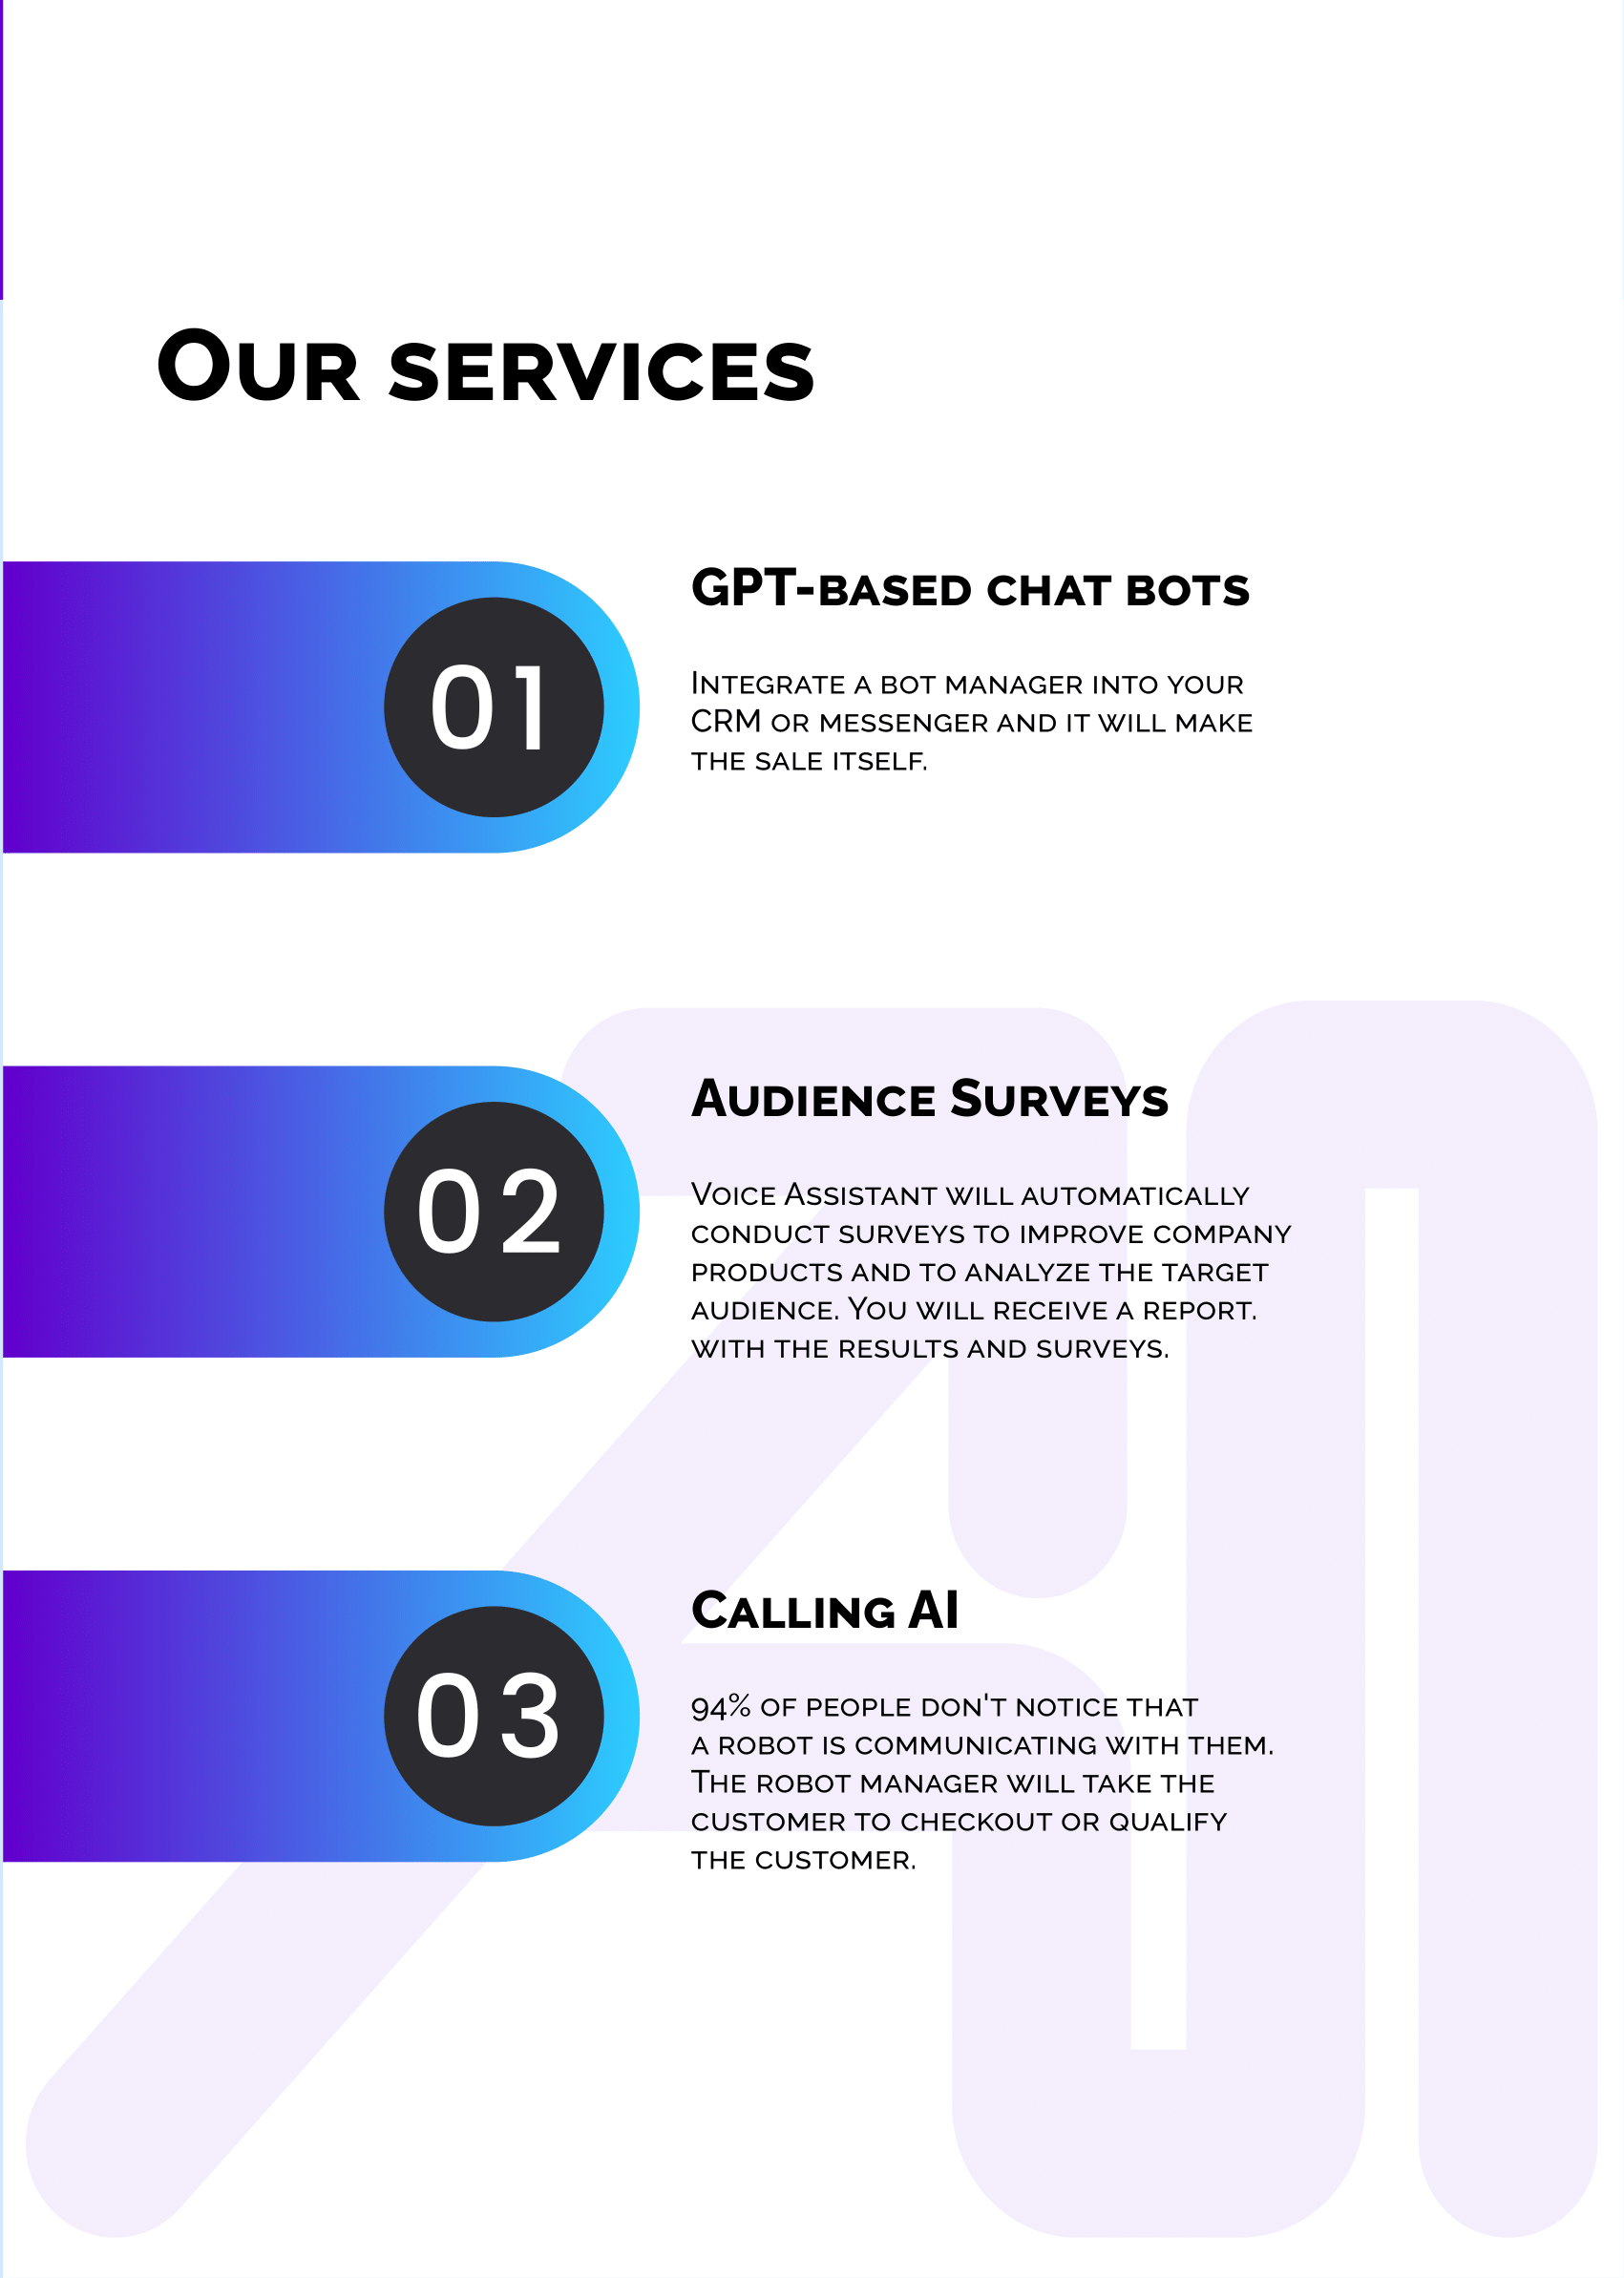 Our services
01
GPT-based chat bots
Integrate a bot manager into your
CRM or messenger and it will make
the sale itself.
02
Audience Surveys
Voice Assistant will automatically
conduct surveys to improve company
products and to analyze the target
audience. You will receive a report.
with the results and surveys.
03
Calling AI
94% of people don't notice that
a robot is communicating with them.
The robot manager will take the
customer to checkout or qualify
the customer.